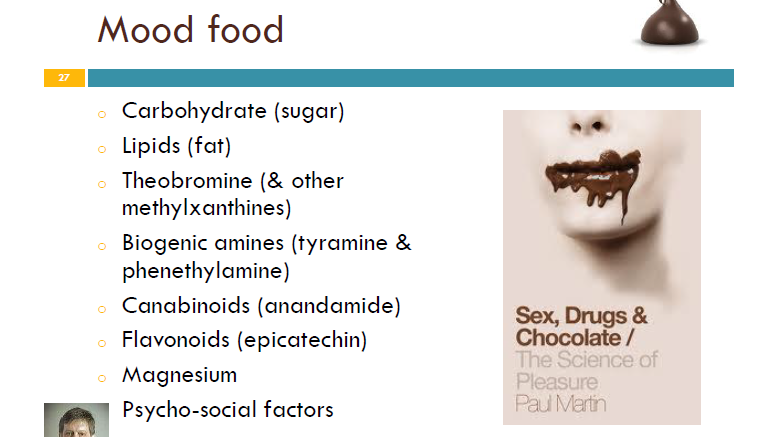 Mood food
27
Carbohydrate (sugar)
Lipids (fat)
Theobromine (& other
methylxanthines)
Biogenic amines (tyramine &
phenethylamine)
Canabinoids (anandamide)
Flavonoids (epicatechin)
Magnesium
Psycho-social factors
Sex, Drugs &
Chocolate /
The Science of
Pleasure
Paul Martin